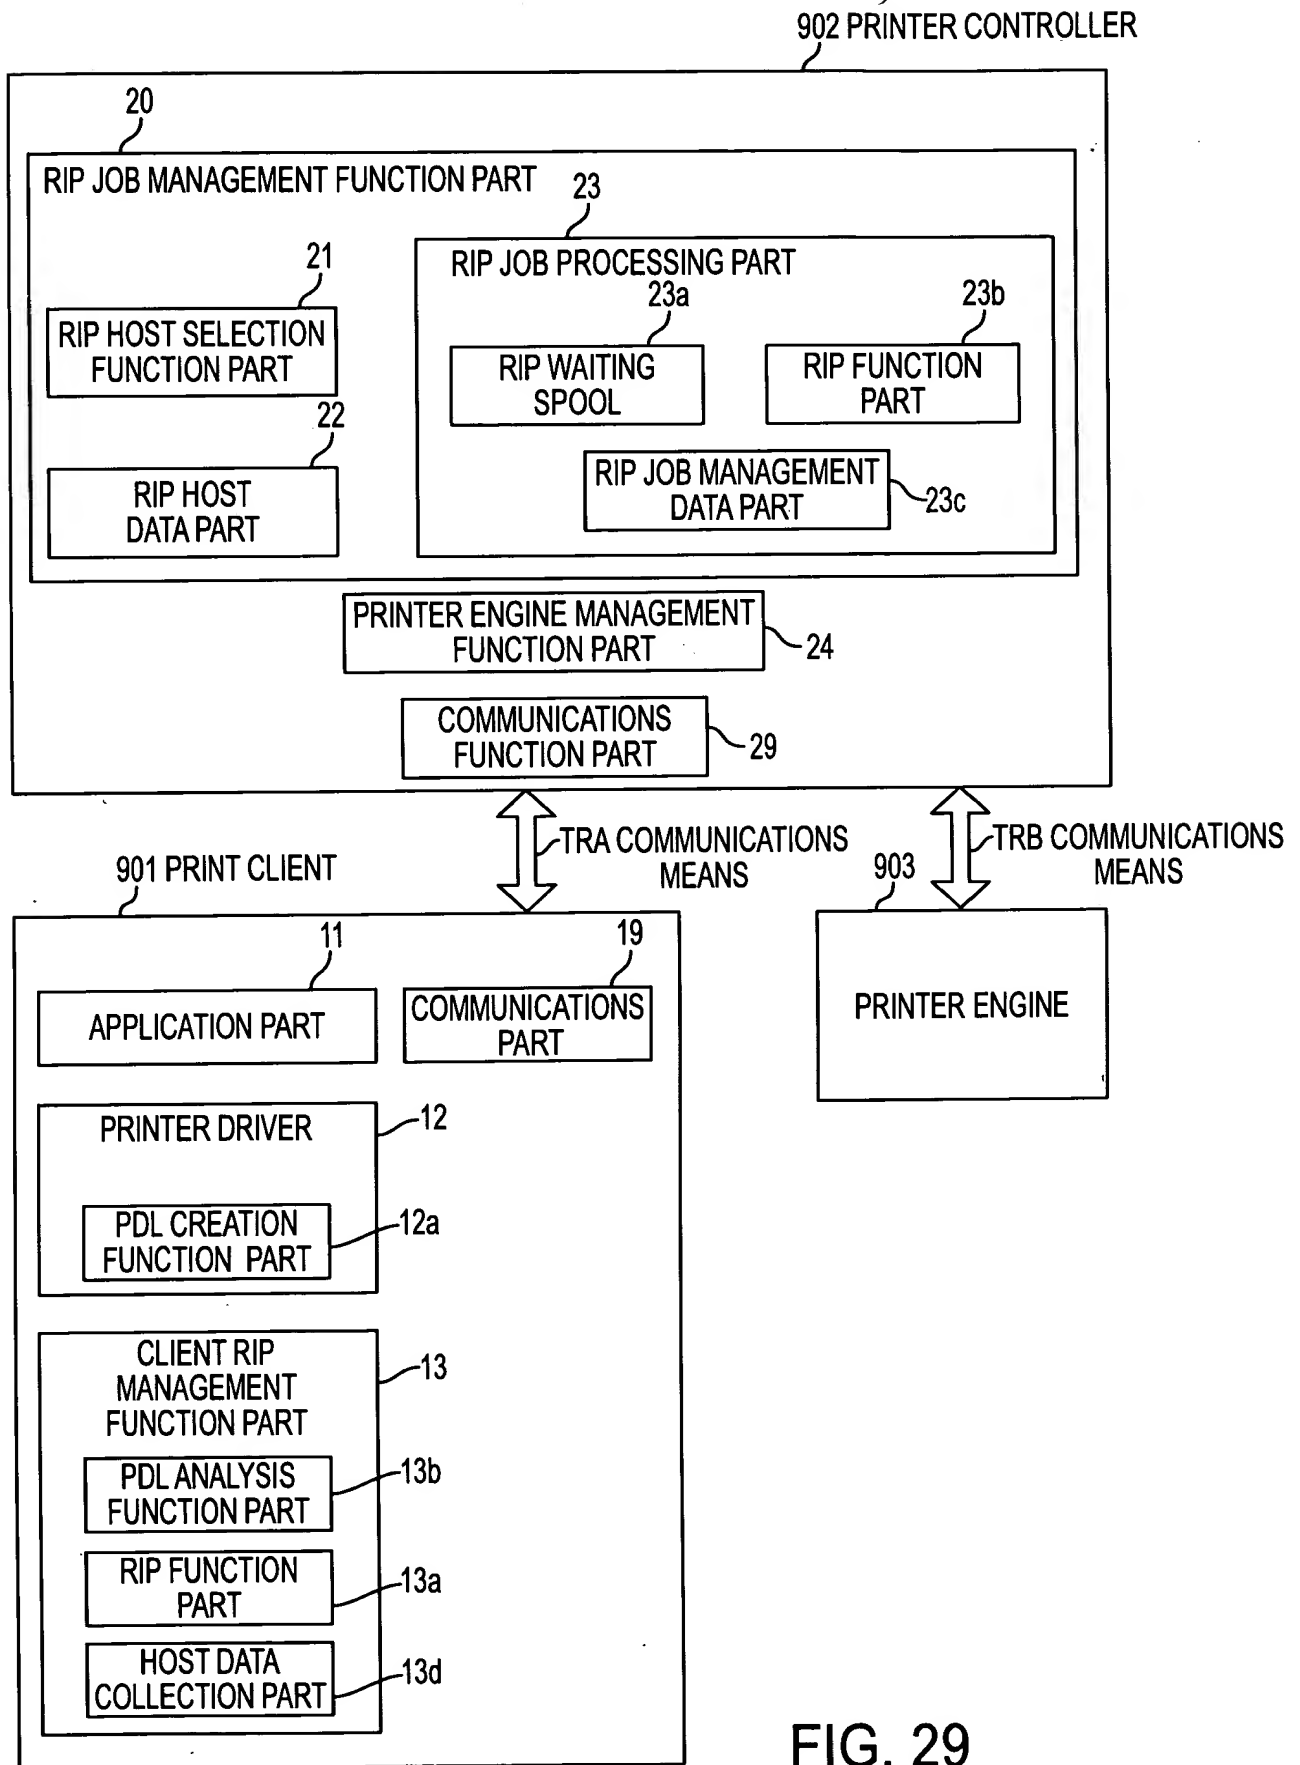 902 PRINTER CONTROLLER
20
RIP JOB MANAGEMENT FUNCTION PART
23
RIP JOB PROCESSING PART
21
RIP HOST SELECTION
FUNCTION PART
23a
RIP WAITING
SPOOL
23b
RIP FUNCTION
PART
22
RIP HOST
DATA PART
RIP JOB MANAGEMENT
DATA PART
23c
PRINTER ENGINE MANAGEMENT
FUNCTION PART
24
COMMUNICATIONS
FUNCTION PART
29
TRA COMMUNICATIONS
MEANS
TRB COMMUNICATIONS
MEANS
901 PRINT CLIENT
903
11
APPLICATION PART
19
COMMUNICATIONS
PART
PRINTER ENGINE
PRINTER DRIVER
12
PDL CREATION
FUNCTION PART
12a
CLIENT RIP
MANAGEMENT
FUNCTION PART
13
PDL ANALYSIS
FUNCTION PART
13b
RIP FUNCTION
PART
13a
HOST DATA
COLLECTION PART
13d
FIG. 29